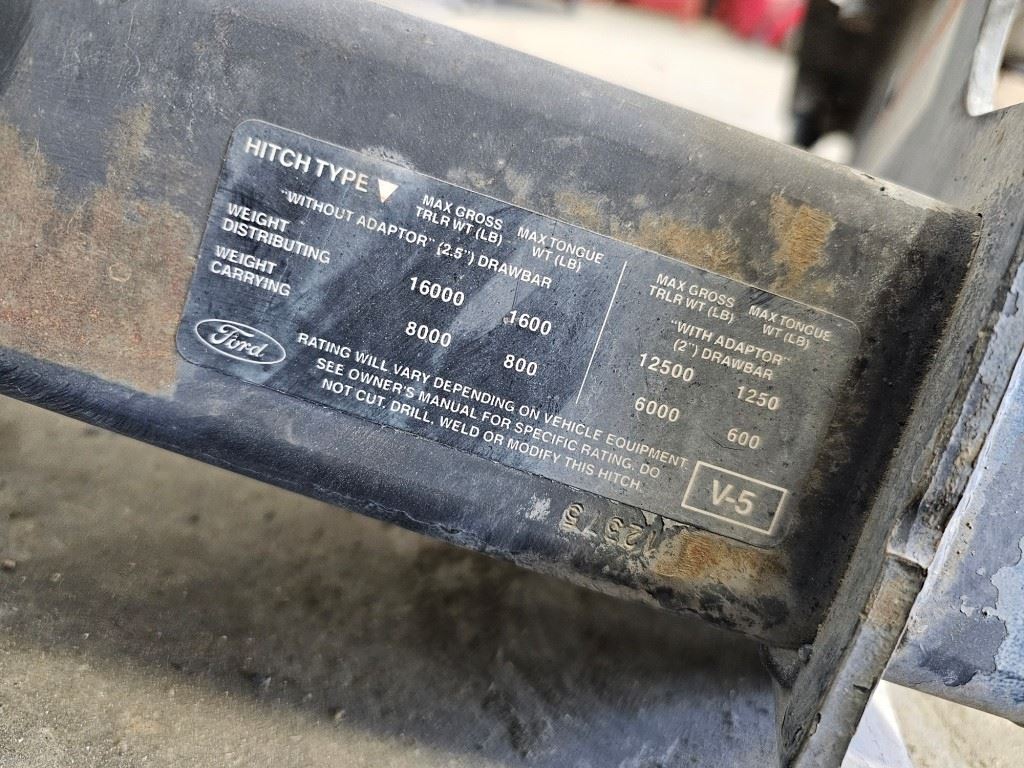 HITCH TYPE ▼
MAX GROSS TRLR WT (LB)
MAX TONGUE WT (LB)
MAX GROSS TRLR WT (LB)
MAX TONGUE WT (LB)
"WITHOUT ADAPTOR" (2.5") DRAWBAR
"WITH ADAPTOR" (2") DRAWBAR
WEIGHT DISTRIBUTING 16000 1600 12500 1250
WEIGHT CARRYING 8000 800 6000 600
Ford
RATING WILL VARY DEPENDING ON VEHICLE EQUIPMENT.
SEE OWNER'S MANUAL FOR SPECIFIC RATING. DO
NOT CUT, DRILL, WELD OR MODIFY THIS HITCH.
V-5
12375